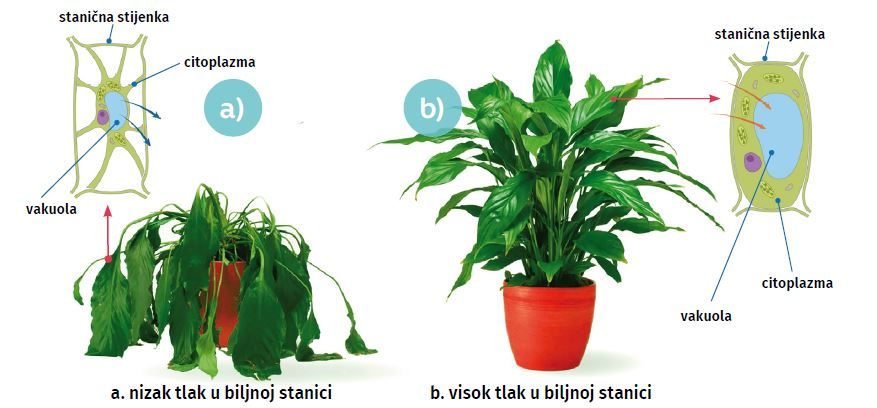 stanična stijenka
citoplazma
a)
vakuola
a. nizak tlak u biljnoj stanici
b)
stanična stijenka
citoplazma
vakuola
b. visok tlak u biljnoj stanici